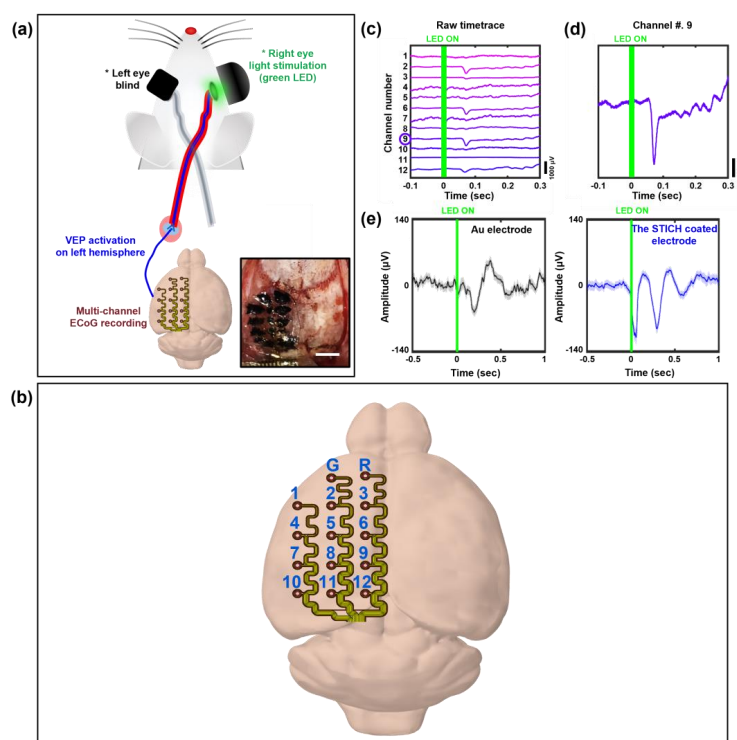 (a)
* Right eye
light stimulation
(green LED)
* Left eye
blind
VEP activation
on left hemisphere
Multi-channel
ECoG recording
(c)
Raw timetrace
LED ON
Channel number
1
2
3
4
5
6
7
8
9
10
11
12
1000 μV
-0.1 0 0.1 0.2 0.3
Time (sec)
(d)
Channel #. 9
LED ON
-0.1 0 0.1 0.2 0.3
Time (sec)
(e)
LED ON
Au electrode
Amplitude (μV)
140
0
-140
-0.5 0 0.5 1
Time (sec)
LED ON
The STICH coated
electrode
Amplitude (μV)
140
0
-140
-0.5 0 0.5 1
Time (sec)
(b)
G R
1 2 3
4 5 6
7 8 9
10 11 12